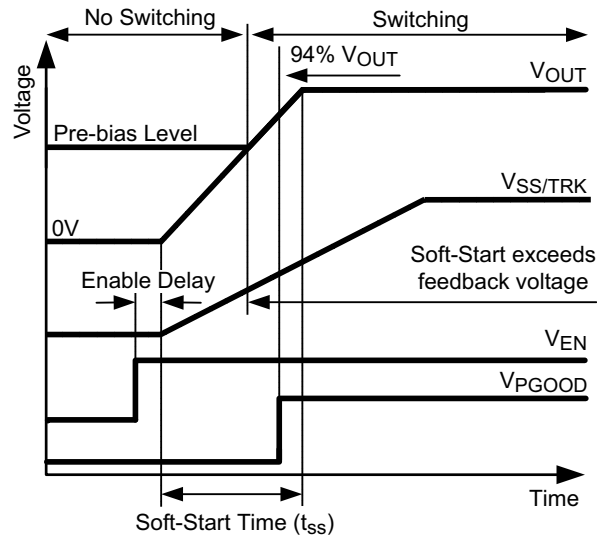 No Switching
Switching
94% VOUT
VOUT
Voltage
Pre-bias Level
VSS/TRK
0V
Soft-Start exceeds
feedback voltage
Enable Delay
VEN
VPGOOD
Time
Soft-Start Time (tss)